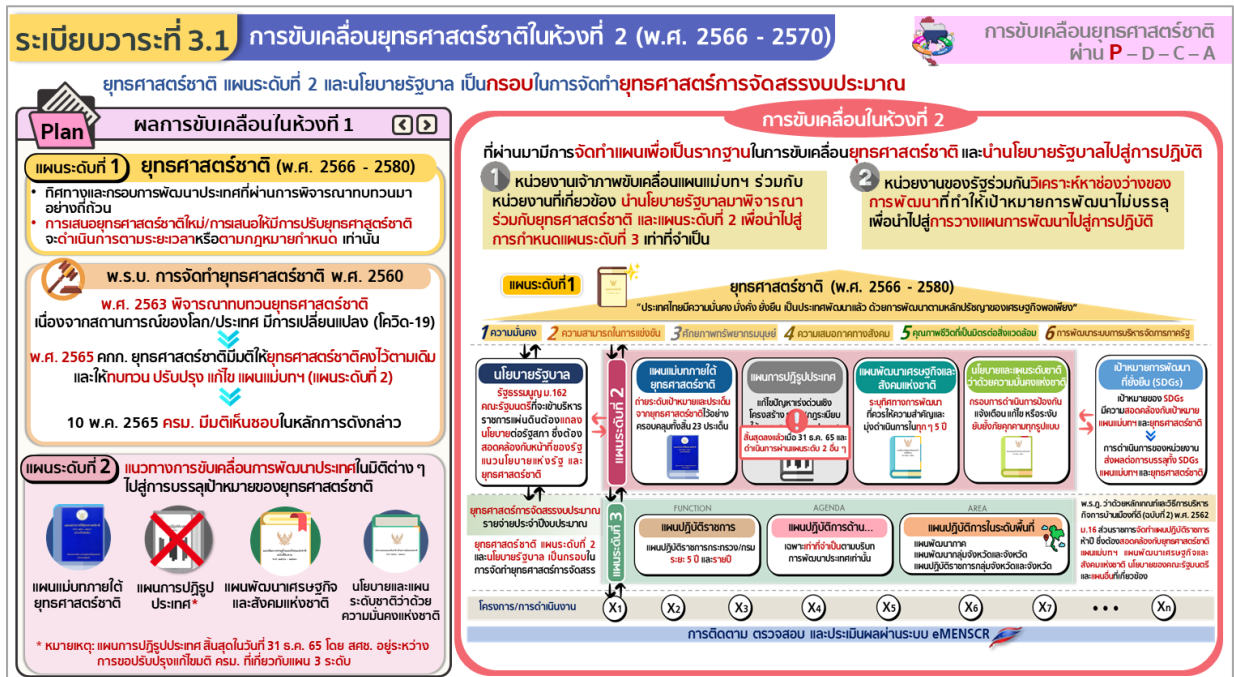 ระเบียบวาระที่ 3.1
การขับเคลื่อนยุทธศาสตร์ชาติในห้วงที่ 2 (พ.ศ. 2566 - 2570)
การขับเคลื่อนยุทธศาสตร์ชาติ
ผ่าน P – D – C – A
ยุทธศาสตร์ชาติ แผนระดับที่ 2 และนโยบายรัฐบาล เป็นกรอบในการจัดทำยุทธศาสตร์การจัดสรรงบประมาณ
Plan
ผลการขับเคลื่อนในห้วงที่ 1
แผนระดับที่ 1
ยุทธศาสตร์ชาติ (พ.ศ. 2566 - 2580)
• ทิศทางและกรอบการพัฒนาประเทศที่ผ่านการพิจารณาทบทวนมา
อย่างถี่ถ้วน
• การเสนอยุทธศาสตร์ชาติใหม่/การเสนอให้มีการปรับยุทธศาสตร์ชาติ
จะดำเนินการตามระยะเวลาหรือตามกฎหมายกำหนด เท่านั้น
พ.ร.บ. การจัดทำยุทธศาสตร์ชาติ พ.ศ. 2560
พ.ศ. 2563 พิจารณาทบทวนยุทธศาสตร์ชาติ
เนื่องจากสถานการณ์ของโลก/ประเทศ มีการเปลี่ยนแปลง (โควิด-19)
พ.ศ. 2565 คกก. ยุทธศาสตร์ชาติมีมติให้ยุทธศาสตร์ชาติคงไว้ตามเดิม
และให้ทบทวน ปรับปรุง แก้ไข แผนแม่บทฯ (แผนระดับที่ 2)
10 พ.ค. 2565 ครม. มีมติเห็นชอบในหลักการดังกล่าว
แผนระดับที่ 2
แนวทางการขับเคลื่อนการพัฒนาประเทศในมิติต่าง ๆ
ไปสู่การบรรลุเป้าหมายของยุทธศาสตร์ชาติ
แผนแม่บทภายใต้
ยุทธศาสตร์ชาติ
แผนการปฏิรูป
ประเทศ*
แผนพัฒนาเศรษฐกิจ
และสังคมแห่งชาติ
นโยบายและแผน
ระดับชาติว่าด้วย
ความมั่นคงแห่งชาติ
* หมายเหตุ: แผนการปฏิรูปประเทศ สิ้นสุดในวันที่ 31 ธ.ค. 65 โดย สศช. อยู่ระหว่าง
การขอปรับปรุงแก้ไขมติ ครม. ที่เกี่ยวกับแผน 3 ระดับ
การขับเคลื่อนในห้วงที่ 2
ที่ผ่านมามีการจัดทำแผนเพื่อเป็นรากฐานในการขับเคลื่อนยุทธศาสตร์ชาติ และนำนโยบายรัฐบาลไปสู่การปฏิบัติ
1 หน่วยงานเจ้าภาพขับเคลื่อนแผนแม่บทฯ ร่วมกับ
หน่วยงานที่เกี่ยวข้อง นำนโยบายรัฐบาลมาพิจารณา
ร่วมกับยุทธศาสตร์ชาติ และแผนระดับที่ 2 เพื่อนำไปสู่
การกำหนดแผนระดับที่ 3 เท่าที่จำเป็น
2 หน่วยงานของรัฐร่วมกันวิเคราะห์หาช่องว่างของ
การพัฒนาที่ทำให้เป้าหมายการพัฒนาไม่บรรลุ
เพื่อนำไปสู่การวางแผนการพัฒนาไปสู่การปฏิบัติ
แผนระดับที่ 1
ยุทธศาสตร์ชาติ (พ.ศ. 2566 - 2580)
“ประเทศไทยมีความมั่นคง มั่งคั่ง ยั่งยืน เป็นประเทศพัฒนาแล้ว ด้วยการพัฒนาตามหลักปรัชญาของเศรษฐกิจพอเพียง”
1 ความมั่นคง 2 ความสามารถในการแข่งขัน 3 ศักยภาพทรัพยากรมนุษย์ 4 ความเสมอภาคทางสังคม 5 คุณภาพชีวิตที่เป็นมิตรต่อสิ่งแวดล้อม 6 การพัฒนาระบบการบริหารจัดการภาครัฐ
นโยบายรัฐบาล
รัฐธรรมนูญ ม.162
คณะรัฐมนตรีที่จะเข้าบริหาร
ราชการแผ่นดินต้องแถลง
นโยบายต่อรัฐสภา ซึ่งต้อง
สอดคล้องกับหน้าที่ของรัฐ
แนวนโยบายแห่งรัฐ และ
ยุทธศาสตร์ชาติ
แผนระดับที่ 2
แผนแม่บทภายใต้
ยุทธศาสตร์ชาติ
ถ่ายระดับเป้าหมายและประเด็น
จากยุทธศาสตร์ชาติไว้อย่าง
ครอบคลุมทั้งสิ้น 23 ประเด็น
แผนการปฏิรูปประเทศ
แก้ไขปัญหาเร่งด่วนเชิง
โครงสร้าง
สิ้นสุดลงแล้วเมื่อ 31 ธ.ค. 65 และ
ดำเนินการผ่านแผนระดับ 2 อื่น ๆ
แผนพัฒนาเศรษฐกิจและ
สังคมแห่งชาติ
ระบุทิศทางการพัฒนา
ที่ควรให้ความสำคัญและ
มุ่งดำเนินการในทุก ๆ 5 ปี
นโยบายและแผนระดับชาติ
ว่าด้วยความมั่นคงแห่งชาติ
กรอบการดำเนินการป้องกัน
แจ้งเตือน แก้ไข หรือระงับ
ยับยั้งภัยคุกคามทุกรูปแบบ
เป้าหมายการพัฒนา
ที่ยั่งยืน (SDGs)
เป้าหมายของ SDGs
มีความสอดคล้องกับเป้าหมาย
แผนแม่บทฯ และยุทธศาสตร์ชาติ
การดำเนินการของหน่วยงาน
ส่งผลต่อการบรรลุทั้ง SDGs
แผนแม่บทฯ และยุทธศาสตร์ชาติ
ยุทธศาสตร์การจัดสรรงบประมาณ
รายจ่ายประจำปีงบประมาณ
ยุทธศาสตร์ชาติ แผนระดับที่ 2
และนโยบายรัฐบาล เป็นกรอบใน
การจัดทำยุทธศาสตร์การจัดสรร
แผนระดับที่ 3
FUNCTION
แผนปฏิบัติราชการ
แผนปฏิบัติราชการกระทรวง/กรม
ระยะ 5 ปี และรายปี
AGENDA
แผนปฏิบัติการด้าน...
เฉพาะเท่าที่จำเป็นตามบริบท
การพัฒนาประเทศเท่านั้น
AREA
แผนปฏิบัติการในระดับพื้นที่
แผนพัฒนาภาค
แผนพัฒนากลุ่มจังหวัดและจังหวัด
แผนปฏิบัติราชการกลุ่มจังหวัดและจังหวัด
พ.ร.ฎ. ว่าด้วยหลักเกณฑ์และวิธีการบริหาร
กิจการบ้านเมืองที่ดี (ฉบับที่ 2) พ.ศ. 2562
ม.16 ส่วนราชการจัดทำแผนปฏิบัติราชการ
ห้าปี ซึ่งต้องสอดคล้องกับยุทธศาสตร์ชาติ
แผนแม่บทฯ แผนพัฒนาเศรษฐกิจและ
สังคมแห่งชาติ นโยบายของคณะรัฐมนตรี
และแผนอื่นที่เกี่ยวข้อง
โครงการ/การดำเนินงาน X1 X2 X3 X4 X5 X6 X7 ••• Xn
การติดตาม ตรวจสอบ และประเมินผลผ่านระบบ eMENSCR